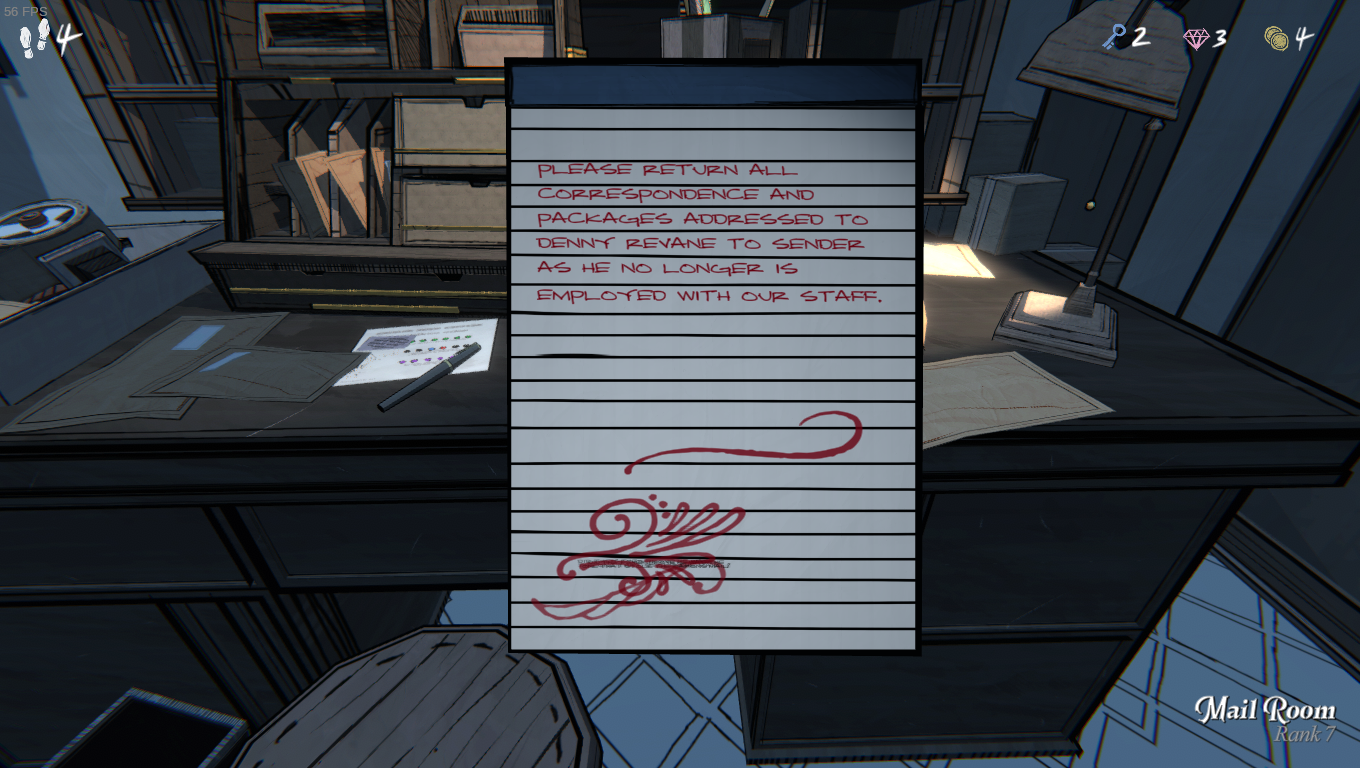 56 FPS
4
2
3
4
PLEASE RETURN ALL
CORRESPONDENCE AND
PACKAGES ADDRESSED TO
DENNY REVANE TO SENDER
AS HE NO LONGER IS
EMPLOYED WITH OUR STAFF.
Mail Room
Rank 7